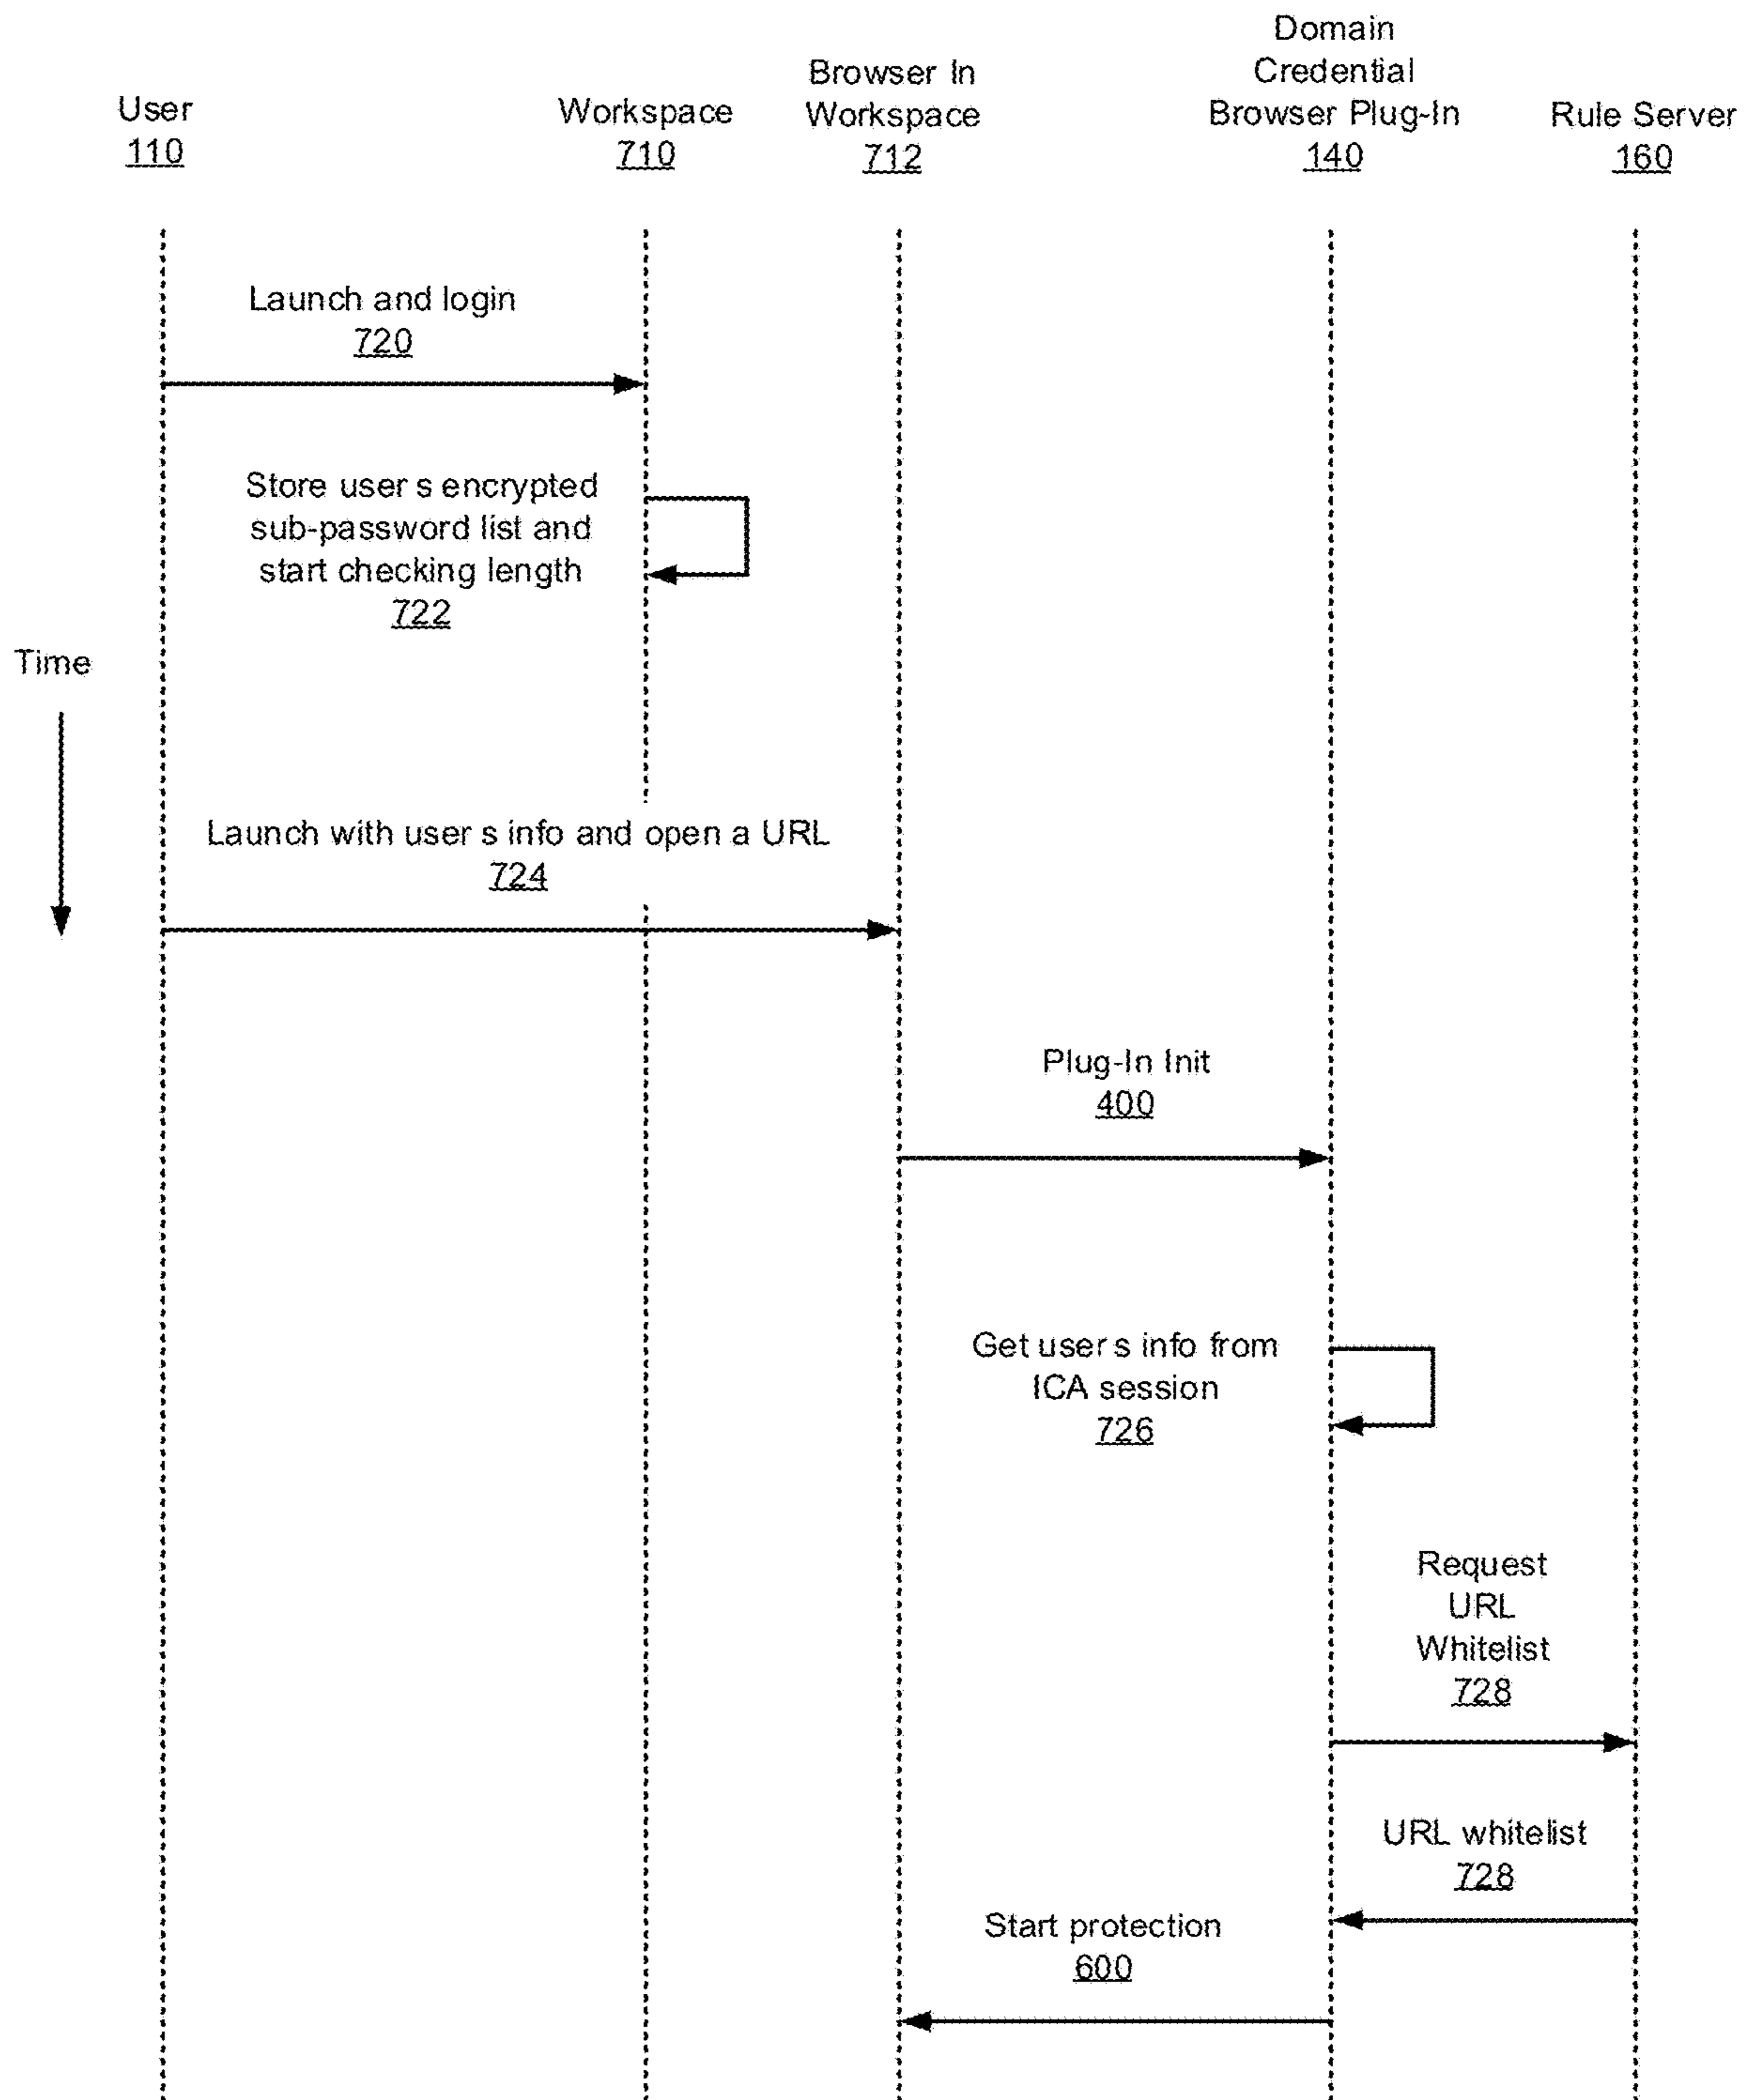 User
110
Workspace
710
Browser In
Workspace
712
Domain
Credential
Browser Plug-In
140
Rule Server
160
Launch and login
720
Store user s encrypted
sub-password list and
start checking length
722
Time
Launch with user s info and open a URL
724
Plug-In Init
400
Get user s info from
ICA session
726
Request
URL
Whitelist
728
URL whitelist
728
Start protection
600